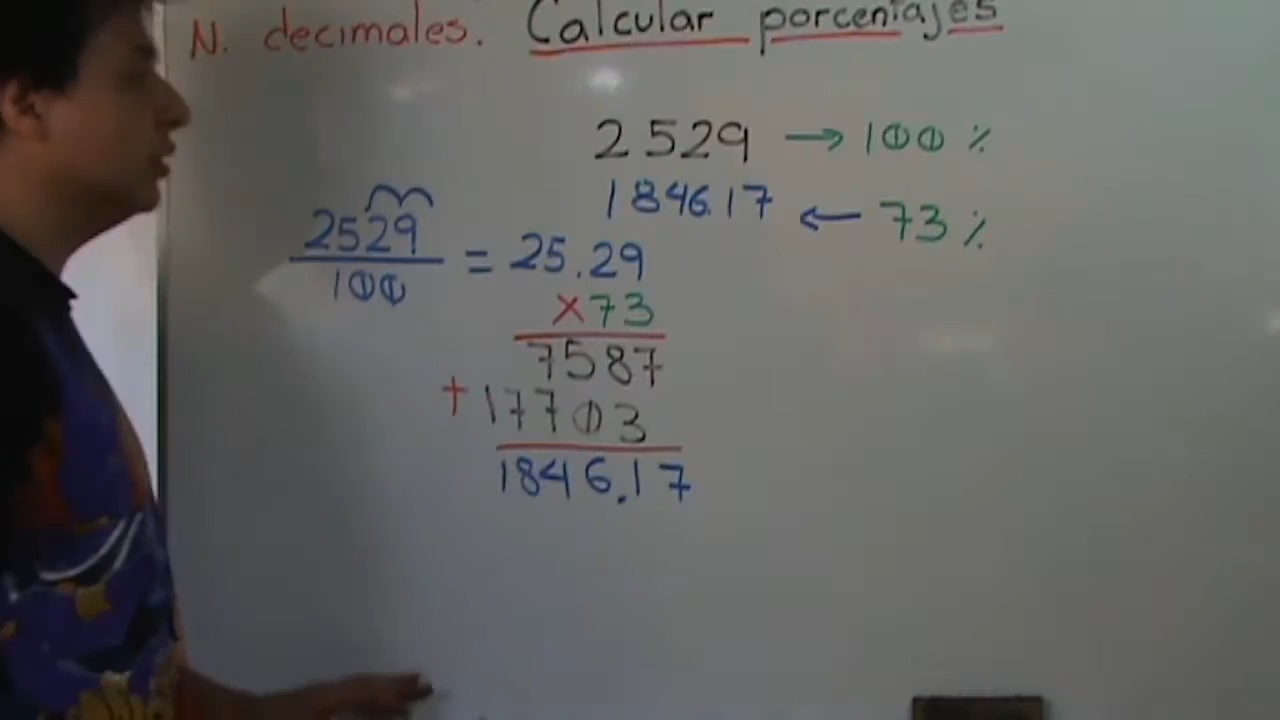 N. decimales. Calcular porcentajes
2529 → 100 %
1846.17 ← 73 %
2529
100
= 25.29
x 73
7587
+ 17703
1846.17